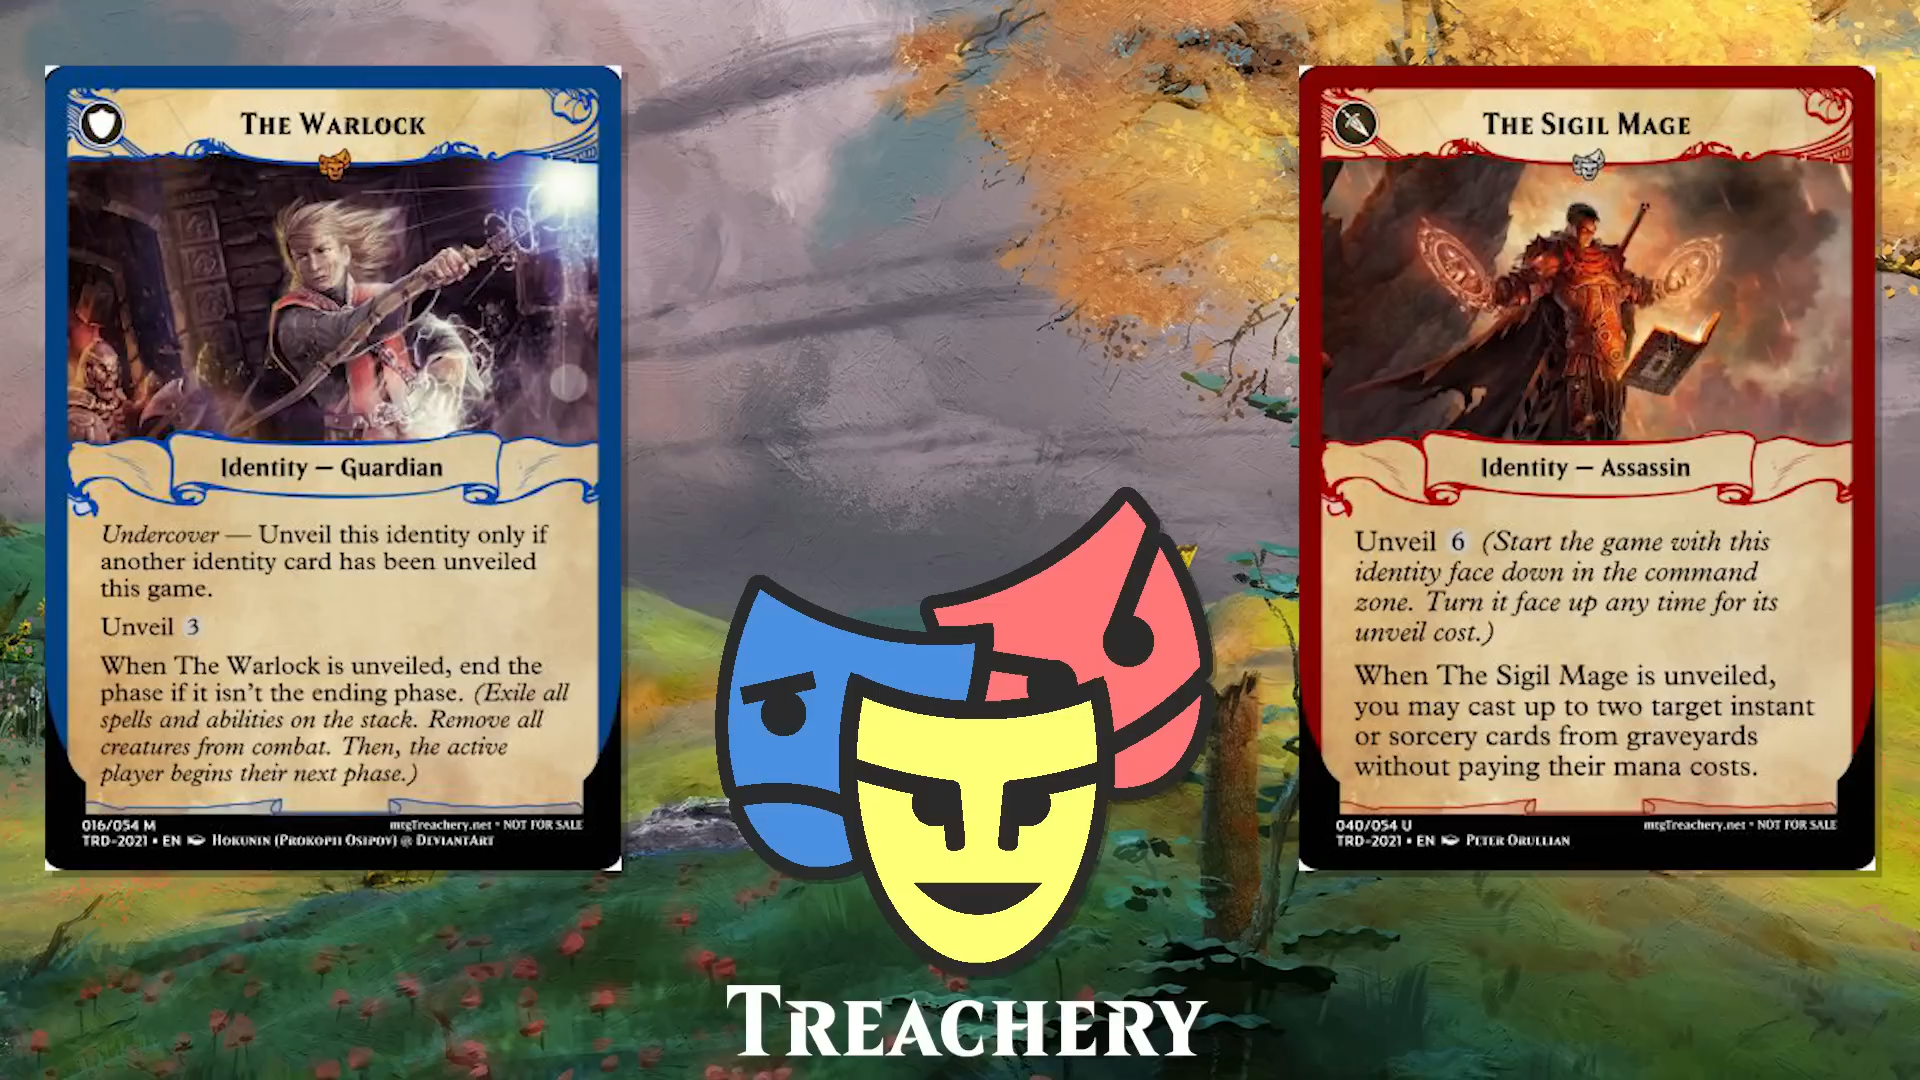 THE WARLOCK
Identity — Guardian
Undercover — Unveil this identity only if
another identity card has been unveiled
this game.
Unveil 3
When The Warlock is unveiled, end the
phase if it isn't the ending phase. (Exile all
spells and abilities on the stack. Remove all
creatures from combat. Then, the active
player begins their next phase.)
016/054 M
mtgTreachery.net • NOT FOR SALE
TRD-2021 • EN HOKUNIN (PROKOPII OSIPOV) @ DEVIANTART
THE SIGIL MAGE
Identity — Assassin
Unveil 6 (Start the game with this
identity face down in the command
zone. Turn it face up any time for its
unveil cost.)
When The Sigil Mage is unveiled,
you may cast up to two target instant
or sorcery cards from graveyards
without paying their mana costs.
040/054 U
mtgTreachery.net • NOT FOR SALE
TRD-2021 • EN PETER ORULLIAN
TREACHERY